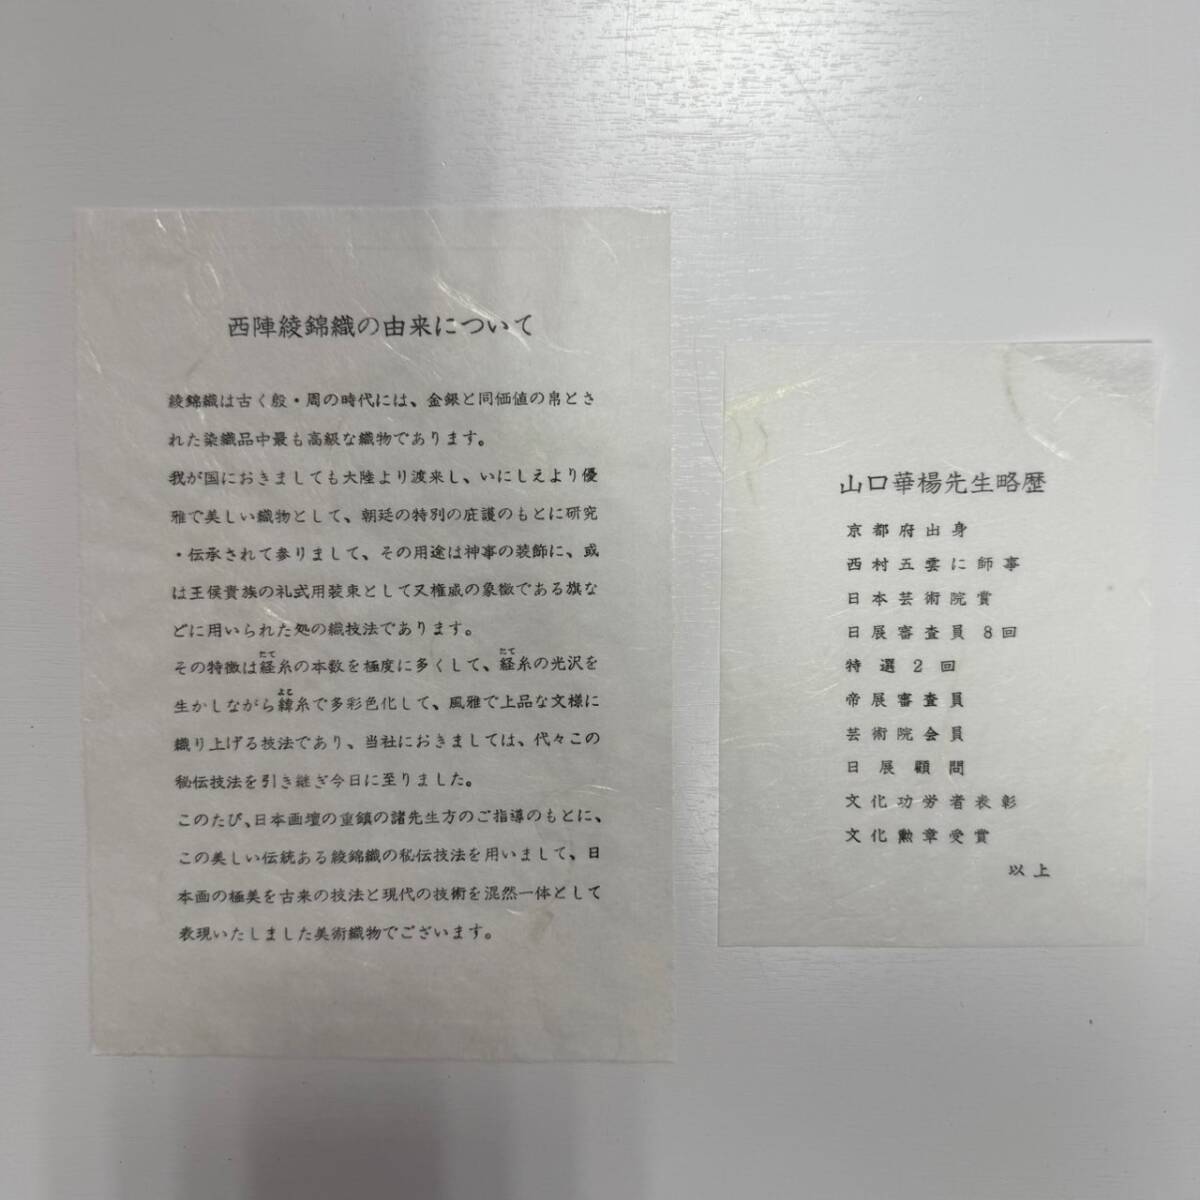 西陣綾錦織の由来について
綾錦織は古く殷・周の時代には、金銀と同価値の帛とさ
れた染織品中最も高級な織物であります。
我が国におきましても大陸より渡来し、いにしえより優
雅で美しい織物として、朝廷の特別の庇護のもとに研究
・伝承されて参りまして、その用途は神事の装飾に、或
は王侯貴族の礼式用装束として又権威の象徴である旗な
どに用いられた処の織技法であります。
その特徴は経糸の本数を極度に多くして、経糸の光沢を
生かしながら緯糸で多彩色化して、風雅で上品な文様に
織り上げる技法であり、当社におきましては、代々この
秘伝技法を引き継ぎ今日に至りました。
このたび、日本画壇の重鎮の諸先生方のご指導のもとに、
この美しい伝統ある綾錦織の秘伝技法を用いまして、日
本画の極美を古来の技法と現代の技術を混然一体として
表現いたしました美術織物でございます。
山口華楊先生略歴
京都府出身
西村五雲に師事
日本芸術院賞
日展審査員 8回
特選2回
帝展審査員
芸術院会員
日展顧問
文化功労者表彰
文化勲章受賞
以上